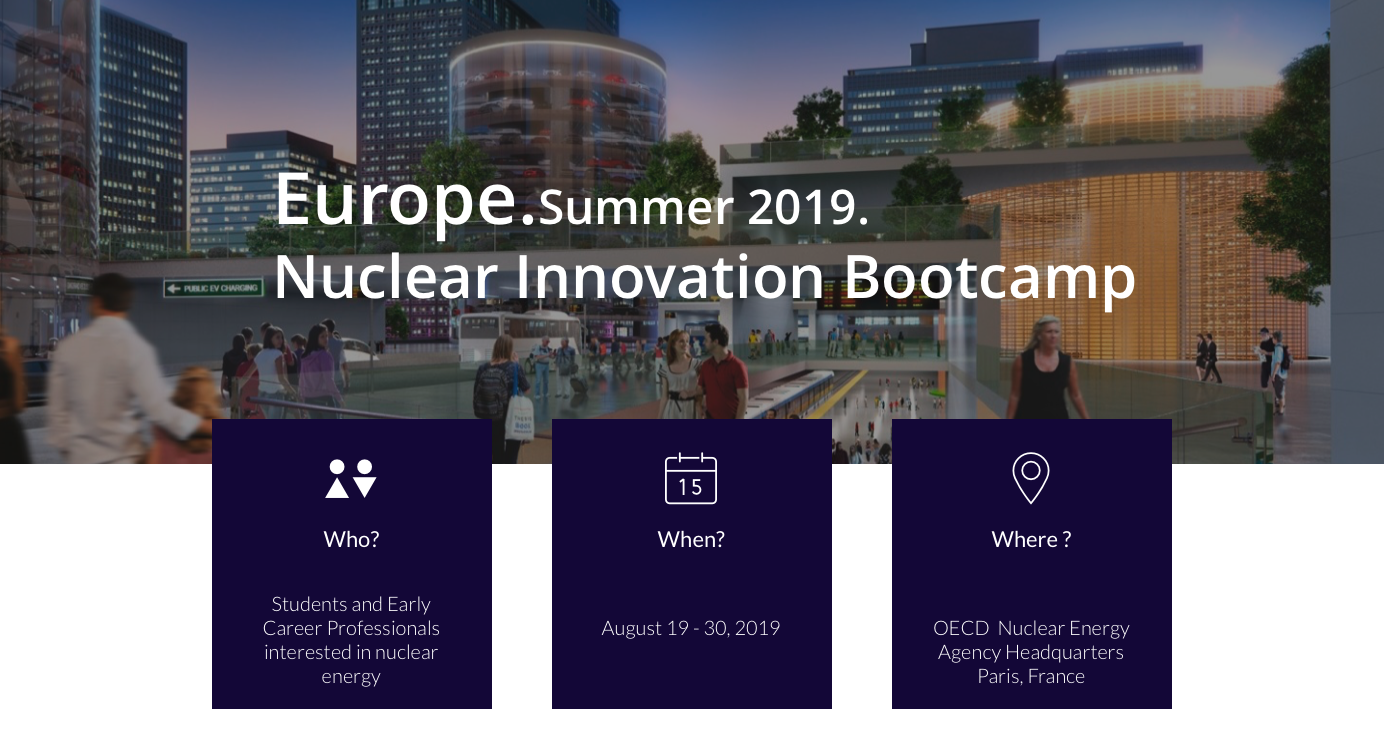 Europe.Summer 2019.
Nuclear Innovation Bootcamp
PUBLIC EV CHARGING
15
Who?
Students and Early
Career Professionals
interested in nuclear
energy
When?
August 19 - 30, 2019
Where ?
OECD  Nuclear Energy
Agency Headquarters
Paris, France